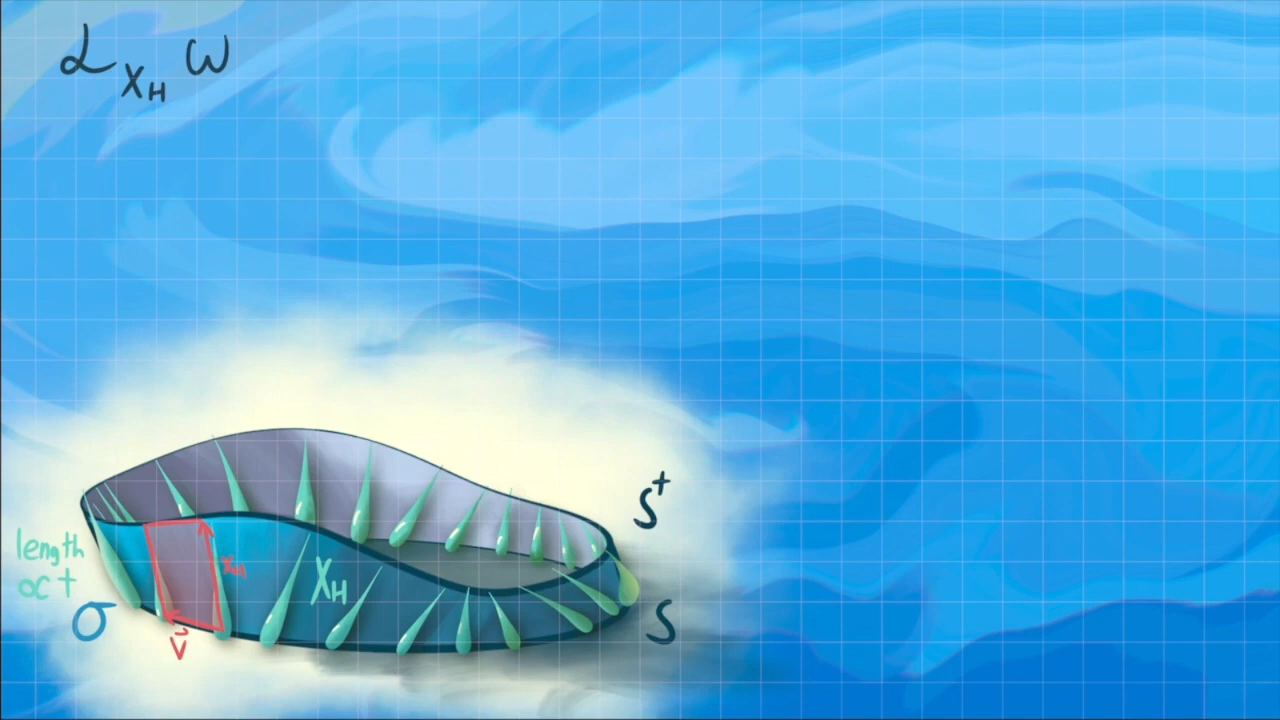 ℒ_{X_H} ω
S⁺
length
∝ t
X_H
X_H
σ
S
v⃗